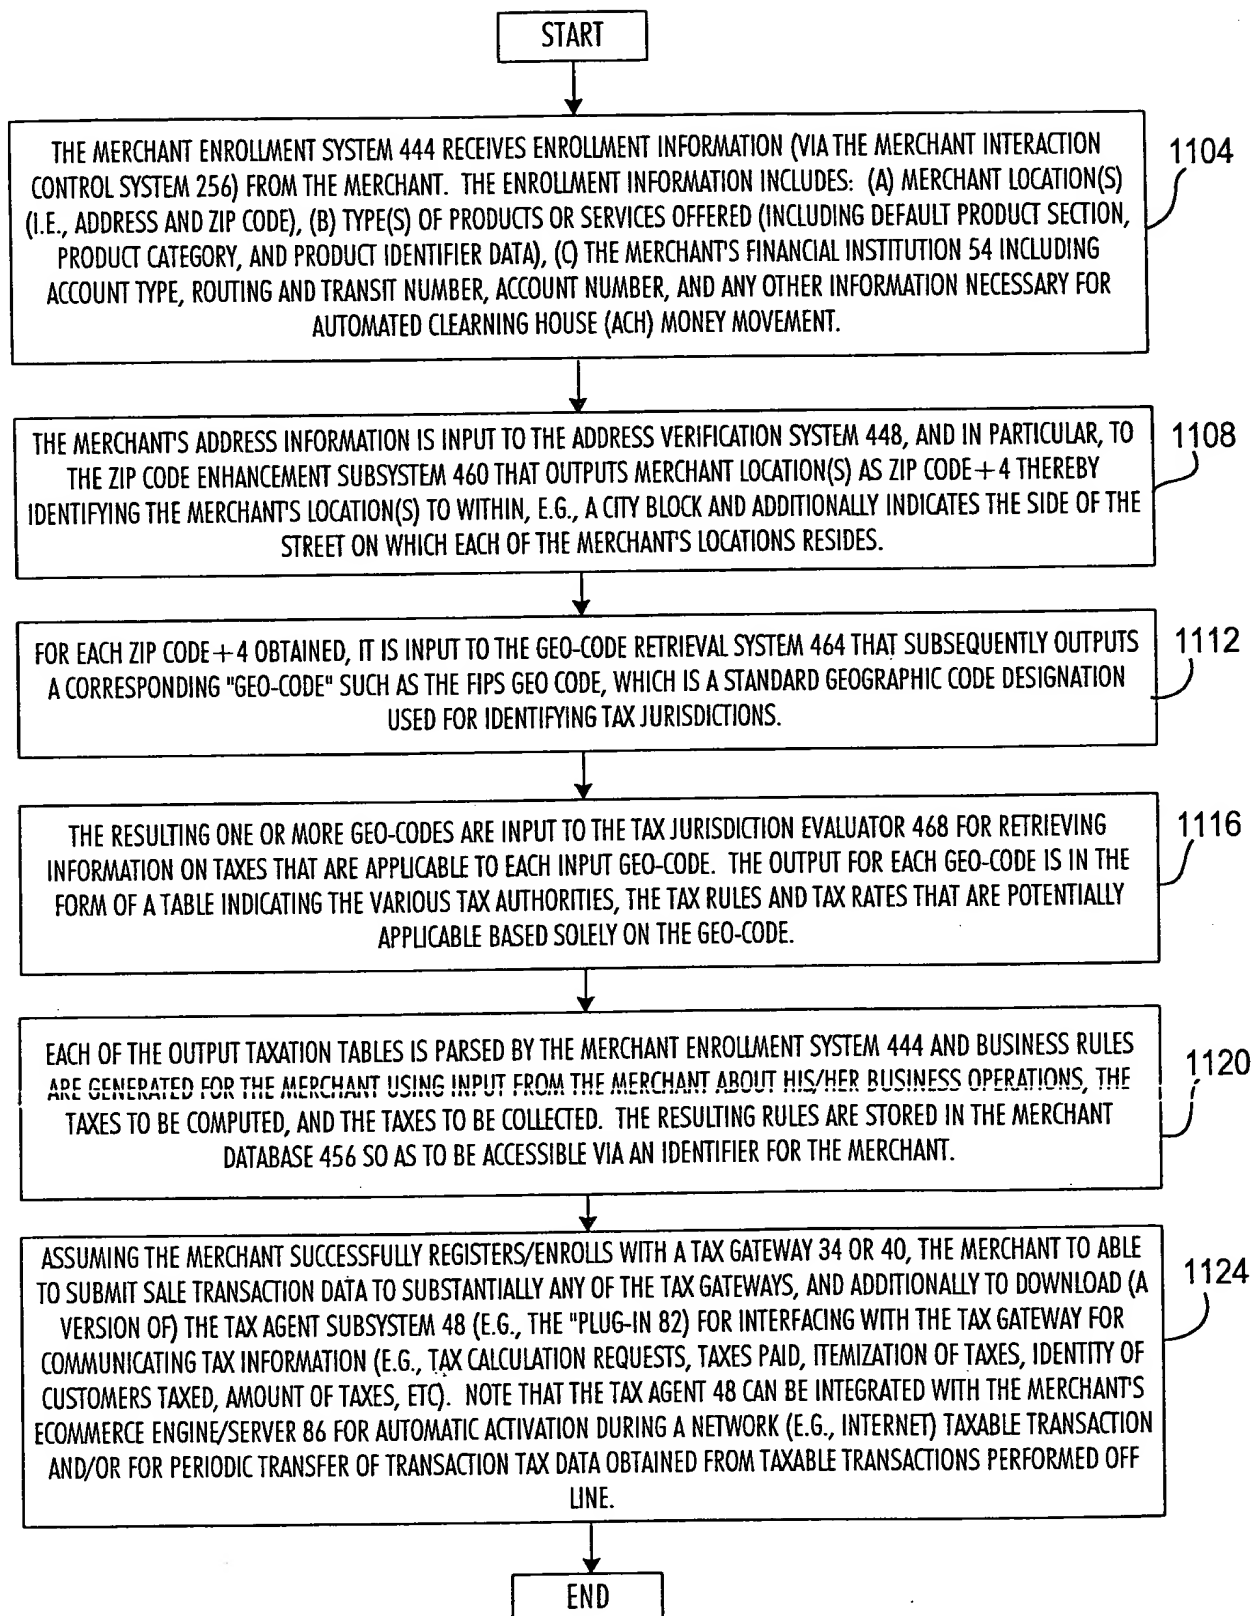 START
THE MERCHANT ENROLLMENT SYSTEM 444 RECEIVES ENROLLMENT INFORMATION (VIA THE MERCHANT INTERACTION
CONTROL SYSTEM 256) FROM THE MERCHANT. THE ENROLLMENT INFORMATION INCLUDES: (A) MERCHANT LOCATION(S)
(I.E., ADDRESS AND ZIP CODE), (B) TYPE(S) OF PRODUCTS OR SERVICES OFFERED (INCLUDING DEFAULT PRODUCT SECTION,
PRODUCT CATEGORY, AND PRODUCT IDENTIFIER DATA), (C) THE MERCHANT'S FINANCIAL INSTITUTION 54 INCLUDING
ACCOUNT TYPE, ROUTING AND TRANSIT NUMBER, ACCOUNT NUMBER, AND ANY OTHER INFORMATION NECESSARY FOR
AUTOMATED CLEARNING HOUSE (ACH) MONEY MOVEMENT.
1104
THE MERCHANT'S ADDRESS INFORMATION IS INPUT TO THE ADDRESS VERIFICATION SYSTEM 448, AND IN PARTICULAR, TO
THE ZIP CODE ENHANCEMENT SUBSYSTEM 460 THAT OUTPUTS MERCHANT LOCATION(S) AS ZIP CODE+4 THEREBY
IDENTIFYING THE MERCHANT'S LOCATION(S) TO WITHIN, E.G., A CITY BLOCK AND ADDITIONALLY INDICATES THE SIDE OF THE
STREET ON WHICH EACH OF THE MERCHANT'S LOCATIONS RESIDES.
1108
FOR EACH ZIP CODE+4 OBTAINED, IT IS INPUT TO THE GEO-CODE RETRIEVAL SYSTEM 464 THAT SUBSEQUENTLY OUTPUTS
A CORRESPONDING "GEO-CODE" SUCH AS THE FIPS GEO CODE, WHICH IS A STANDARD GEOGRAPHIC CODE DESIGNATION
USED FOR IDENTIFYING TAX JURISDICTIONS.
1112
THE RESULTING ONE OR MORE GEO-CODES ARE INPUT TO THE TAX JURISDICTION EVALUATOR 468 FOR RETRIEVING
INFORMATION ON TAXES THAT ARE APPLICABLE TO EACH INPUT GEO-CODE. THE OUTPUT FOR EACH GEO-CODE IS IN THE
FORM OF A TABLE INDICATING THE VARIOUS TAX AUTHORITIES, THE TAX RULES AND TAX RATES THAT ARE POTENTIALLY
APPLICABLE BASED SOLELY ON THE GEO-CODE.
1116
EACH OF THE OUTPUT TAXATION TABLES IS PARSED BY THE MERCHANT ENROLLMENT SYSTEM 444 AND BUSINESS RULES
ARE GENERATED FOR THE MERCHANT USING INPUT FROM THE MERCHANT ABOUT HIS/HER BUSINESS OPERATIONS, THE
TAXES TO BE COMPUTED, AND THE TAXES TO BE COLLECTED. THE RESULTING RULES ARE STORED IN THE MERCHANT
DATABASE 456 SO AS TO BE ACCESSIBLE VIA AN IDENTIFIER FOR THE MERCHANT.
1120
ASSUMING THE MERCHANT SUCCESSFULLY REGISTERS/ENROLLS WITH A TAX GATEWAY 34 OR 40, THE MERCHANT TO ABLE
TO SUBMIT SALE TRANSACTION DATA TO SUBSTANTIALLY ANY OF THE TAX GATEWAYS, AND ADDITIONALLY TO DOWNLOAD (A
VERSION OF) THE TAX AGENT SUBSYSTEM 48 (E.G., THE "PLUG-IN 82) FOR INTERFACING WITH THE TAX GATEWAY FOR
COMMUNICATING TAX INFORMATION (E.G., TAX CALCULATION REQUESTS, TAXES PAID, ITEMIZATION OF TAXES, IDENTITY OF
CUSTOMERS TAXED, AMOUNT OF TAXES, ETC). NOTE THAT THE TAX AGENT 48 CAN BE INTEGRATED WITH THE MERCHANT'S
ECOMMERCE ENGINE/SERVER 86 FOR AUTOMATIC ACTIVATION DURING A NETWORK (E.G., INTERNET) TAXABLE TRANSACTION
AND/OR FOR PERIODIC TRANSFER OF TRANSACTION TAX DATA OBTAINED FROM TAXABLE TRANSACTIONS PERFORMED OFF
LINE.
1124
END